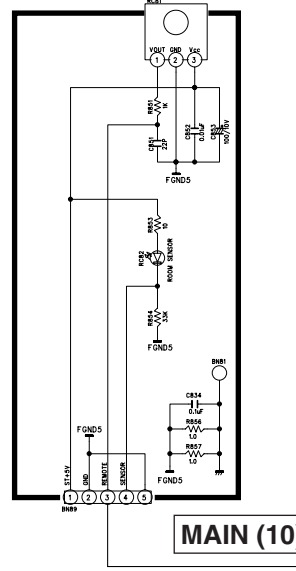 RC81
VOUT GND Vcc
1 2 3
R851
1K
C851
22P
C852
0.01uF
C853
100/10V
FGND5
R853
10
RC82
ROOM SENSOR
R854
33K
FGND5
BN81
C834
0.1uF
R856
1.0
R857
1.0
FGND5
FGND5
ST+5V
GND
REMOTE
SENSOR
1 2 3 4 5
BN89
MAIN (10